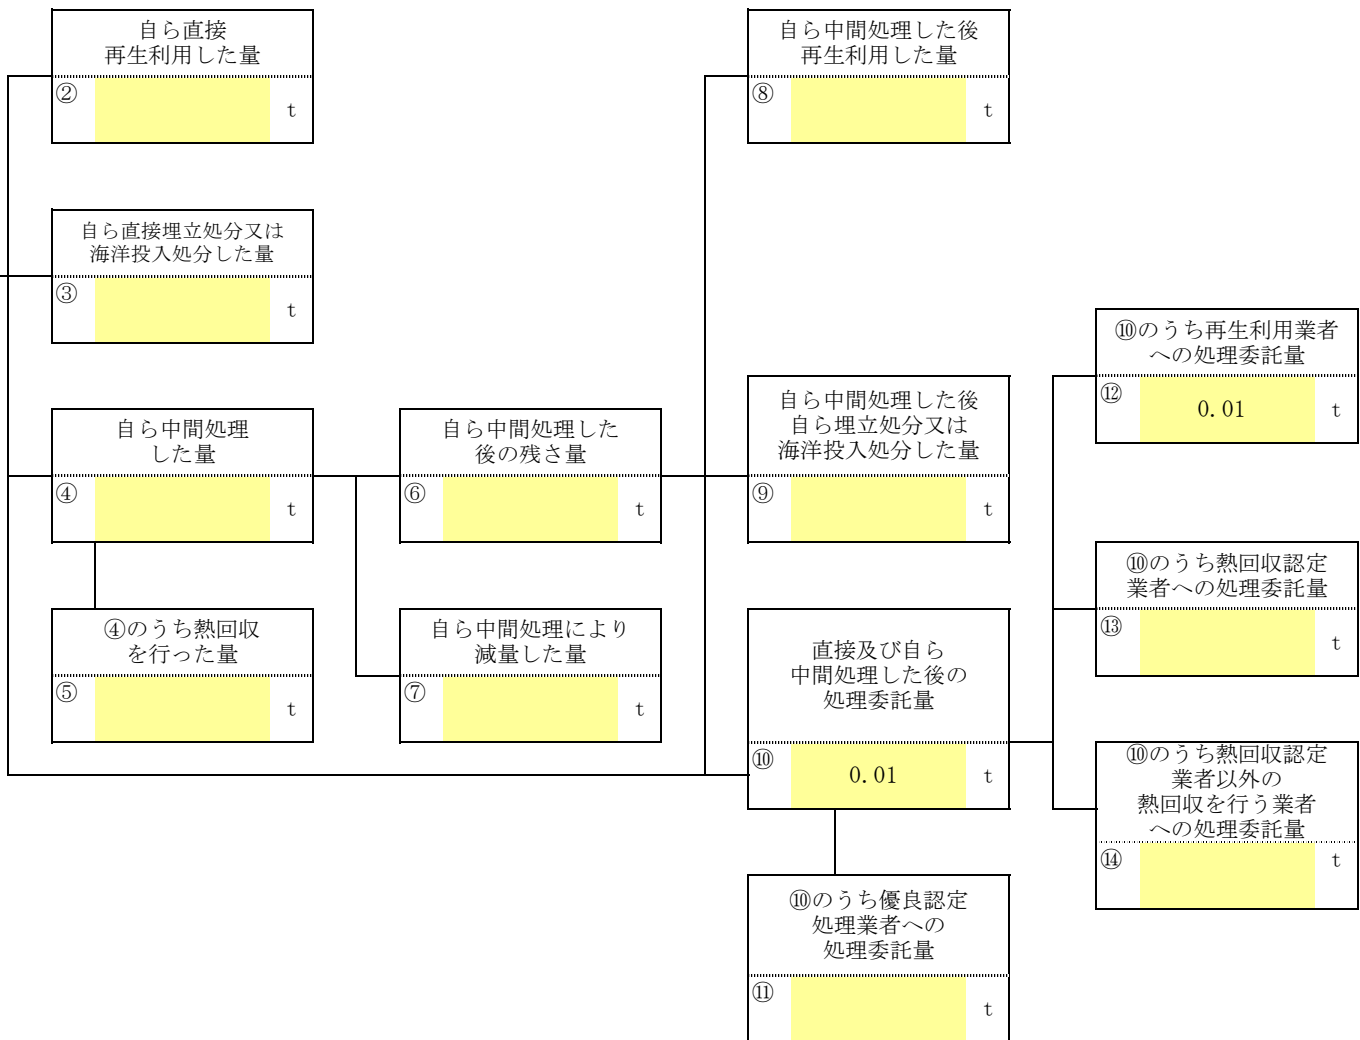 自ら直接
再生利用した量
②
t
自ら中間処理した後
再生利用した量
⑧
t
自ら直接埋立処分又は
海洋投入処分した量
③
t
⑩のうち再生利用業者
への処理委託量
⑫
0.01
t
自ら中間処理
した量
④
t
自ら中間処理した
後の残さ量
⑥
t
自ら中間処理した後
自ら埋立処分又は
海洋投入処分した量
⑨
t
⑩のうち熱回収認定
業者への処理委託量
⑬
t
④のうち熱回収
を行った量
⑤
t
自ら中間処理により
減量した量
⑦
t
直接及び自ら
中間処理した後の
処理委託量
⑩
0.01
t
⑩のうち熱回収認定
業者以外の
熱回収を行う業者
への処理委託量
⑭
t
⑩のうち優良認定
処理業者への
処理委託量
⑪
t